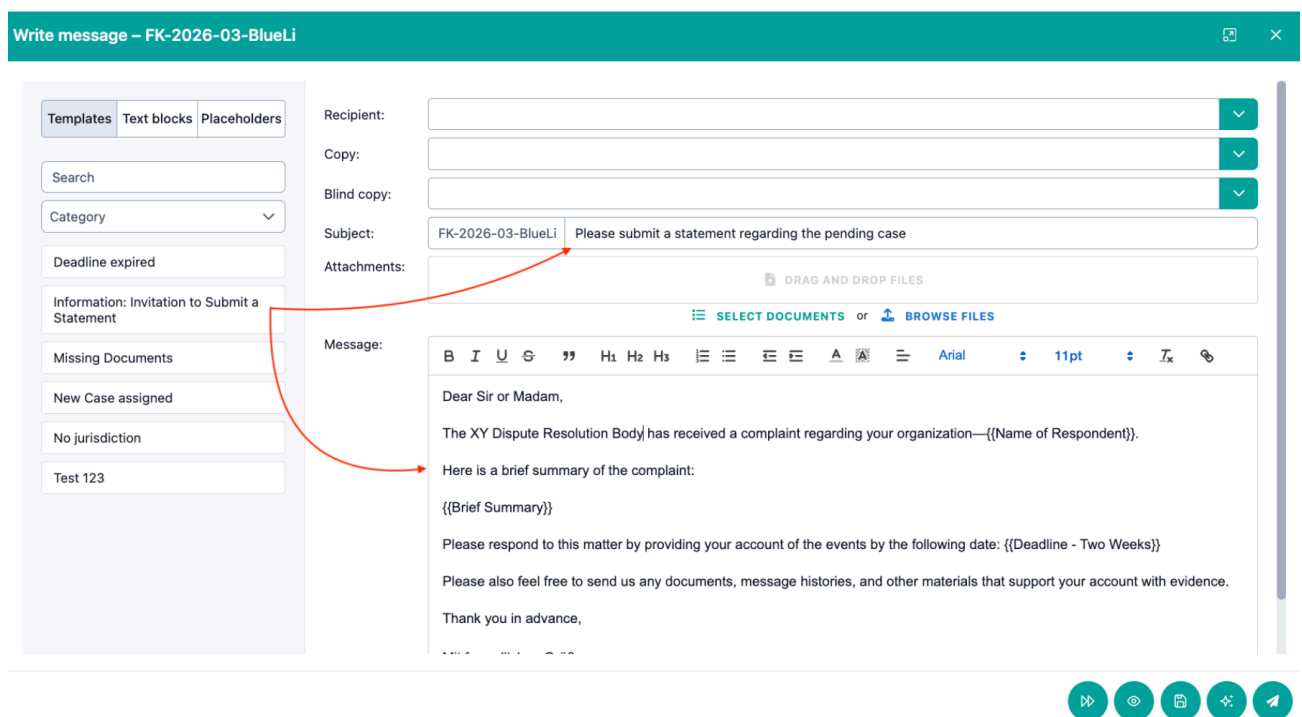 Write message – FK-2026-03-BlueLi
Templates Text blocks Placeholders
Search
Category
Deadline expired
Information: Invitation to Submit a
Statement
Missing Documents
New Case assigned
No jurisdiction
Test 123
Recipient:
Copy:
Blind copy:
Subject: FK-2026-03-BlueLi Please submit a statement regarding the pending case
Attachments: DRAG AND DROP FILES
SELECT DOCUMENTS or BROWSE FILES
Message:
B I U S H1 H2 H3 A A Arial 11pt Tx
Dear Sir or Madam,
The XY Dispute Resolution Body has received a complaint regarding your organization—{{Name of Respondent}}.
Here is a brief summary of the complaint:
{{Brief Summary}}
Please respond to this matter by providing your account of the events by the following date: {{Deadline - Two Weeks}}
Please also feel free to send us any documents, message histories, and other materials that support your account with evidence.
Thank you in advance,